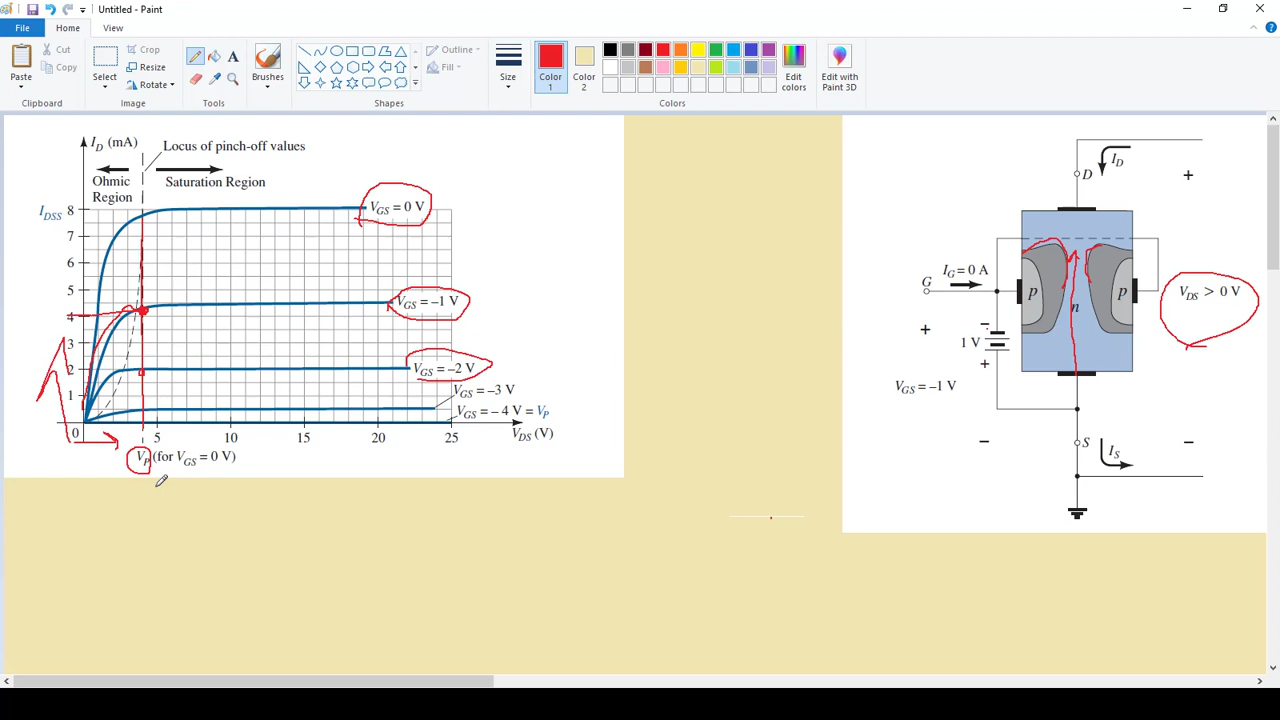 Untitled - Paint
File Home View
Paste
Cut
Copy
Clipboard
Select
Crop
Resize
Rotate
Image
A
Tools
Brushes
Outline
Fill
Shapes
Size
Color 1
Color 2
Edit colors
Edit with Paint 3D
Colors
I_D (mA)
Locus of pinch-off values
Ohmic Region
Saturation Region
I_DSS 8
7
6
5
4
3
2
1
0
5 10 15 20 25
V_GS = 0 V
V_GS = –1 V
V_GS = –2 V
V_GS = –3 V
V_GS = – 4 V = V_P
V_DS (V)
V_P (for V_GS = 0 V)
I_D
D
+
I_G = 0 A
G
p
n
p
V_DS > 0 V
+
–
1 V
+
V_GS = –1 V
–
S
I_S
–